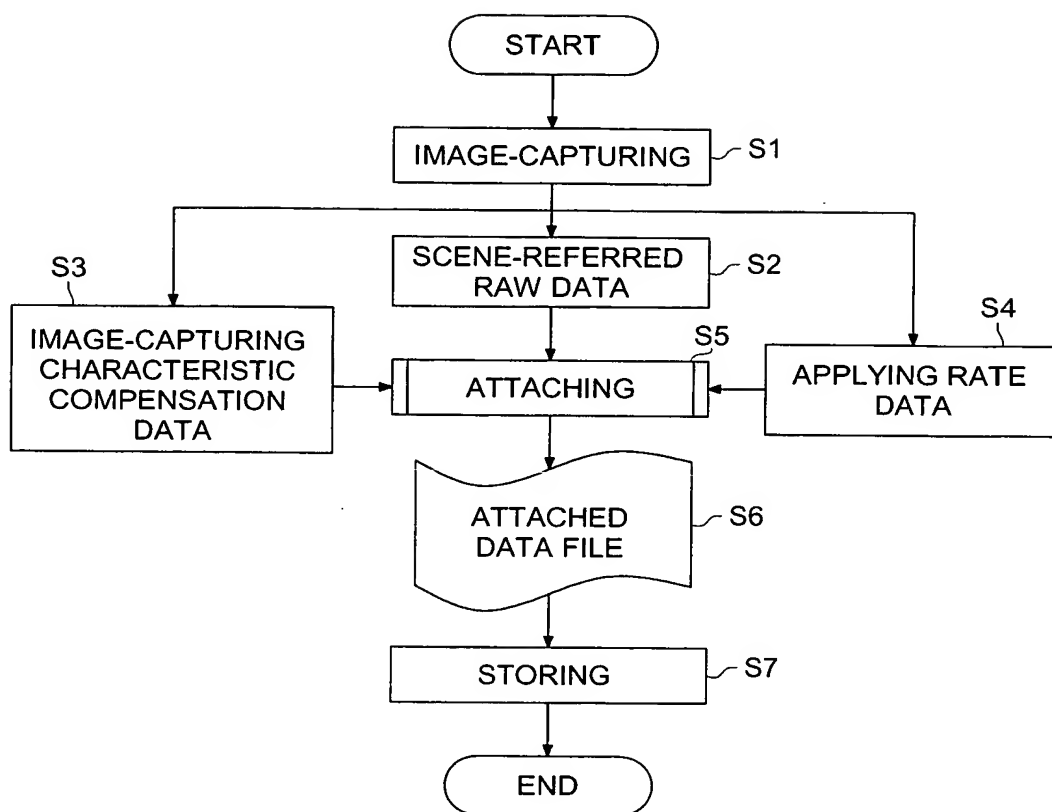 START
IMAGE-CAPTURING
S1
SCENE-REFERRED
RAW DATA
S2
S3
IMAGE-CAPTURING
CHARACTERISTIC
COMPENSATION
DATA
S5
ATTACHING
S4
APPLYING RATE
DATA
ATTACHED
DATA FILE
S6
STORING
S7
END